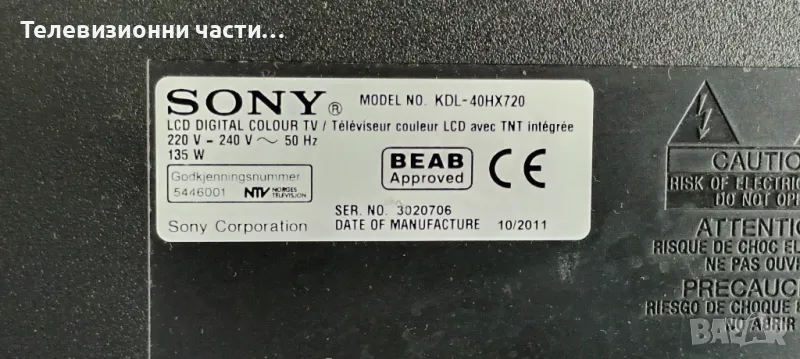 Телевизионни части...
SONY®
MODEL NO. KDL-40HX720
LCD DIGITAL COLOUR TV / Téléviseur couleur LCD avec TNT intégrée
220 V - 240 V ~ 50 Hz
135 W
Godkjenningsnummer
5446001 NTV NORGES TELEVISJON
BEAB
Approved
CE
SER. NO. 3020706
Sony Corporation
DATE OF MANUFACTURE 10/2011
CAUTIO
RISK OF ELECTRIC
DO NOT OPE
ATTENTIO
RISQUE DE CHOC EL
NE PAS OUVR
PRECAUC
RIESGO DE CHOQUE E
NO ABRIR
BAZAR